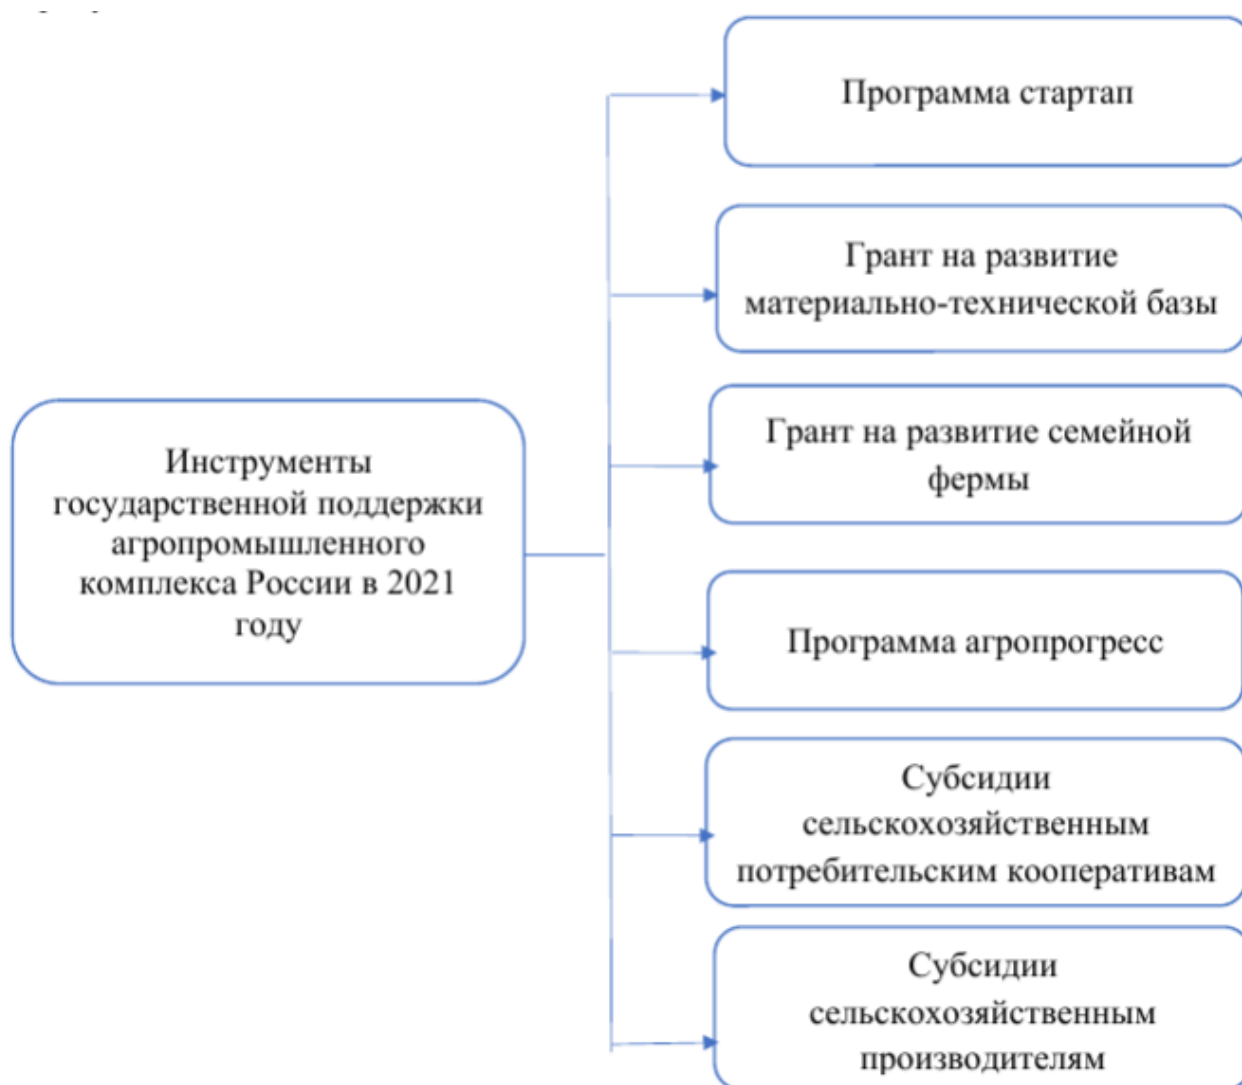 Инструменты
государственной поддержки
агропромышленного
комплекса России в 2021
году
Программа стартап
Грант на развитие
материально-технической базы
Грант на развитие семейной
фермы
Программа агропрогресс
Субсидии
сельскохозяйственным
потребительским кооперативам
Субсидии
сельскохозяйственным
производителям